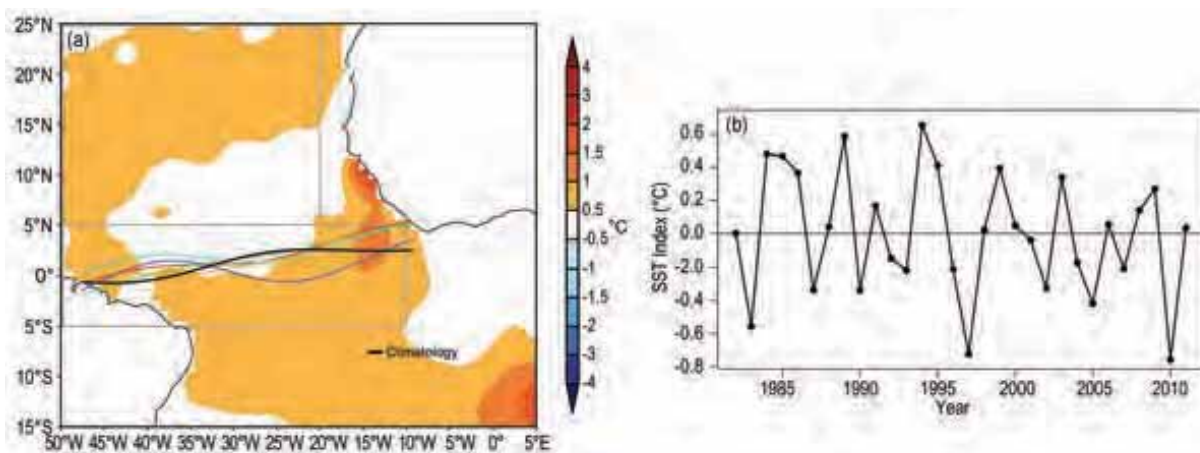 (a)
25°N
20°N
15°N
10°N
5°N
0°
5°S
10°S
15°S
50°W 45°W 40°W 35°W 30°W 25°W 20°W 15°W 10°W 5°W 0° 5°E
Climatology
4
3
2
1.5
1
0.5
-0.5
-1
-1.5
-2
-3
-4
°C
(b)
SST Index (°C)
0.6
0.4
0.2
0.0
-0.2
-0.4
-0.6
-0.8
1985 1990 1995 2000 2005 2010
Year